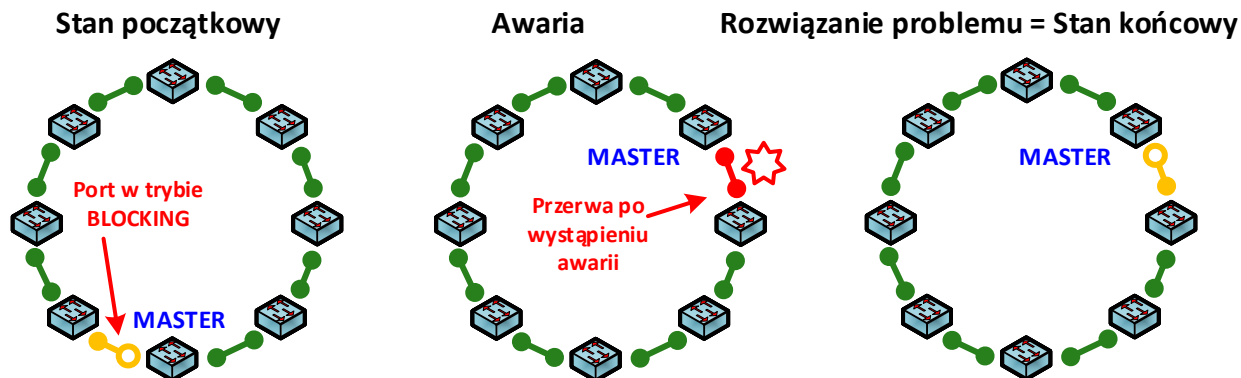 Stan początkowy
Awaria
Rozwiązanie problemu = Stan końcowy
Port w trybie
BLOCKING
MASTER
MASTER
Przerwa po
wystąpieniu
awarii
MASTER